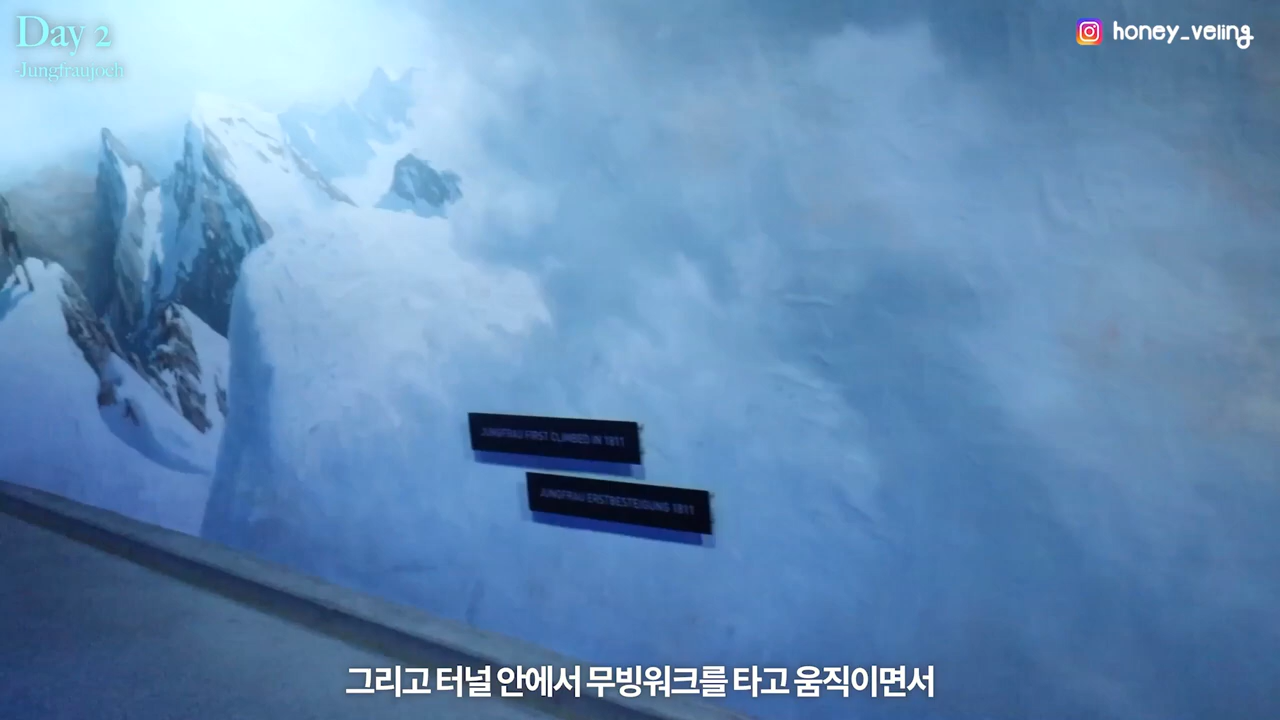 Day 2
-Jungfraujoch
honey_veling
JUNGFRAU FIRST CLIMBED IN 1811
JUNGFRAU ERSTBESTEIGUNG 1811
그리고 터널 안에서 무빙워크를 타고 움직이면서